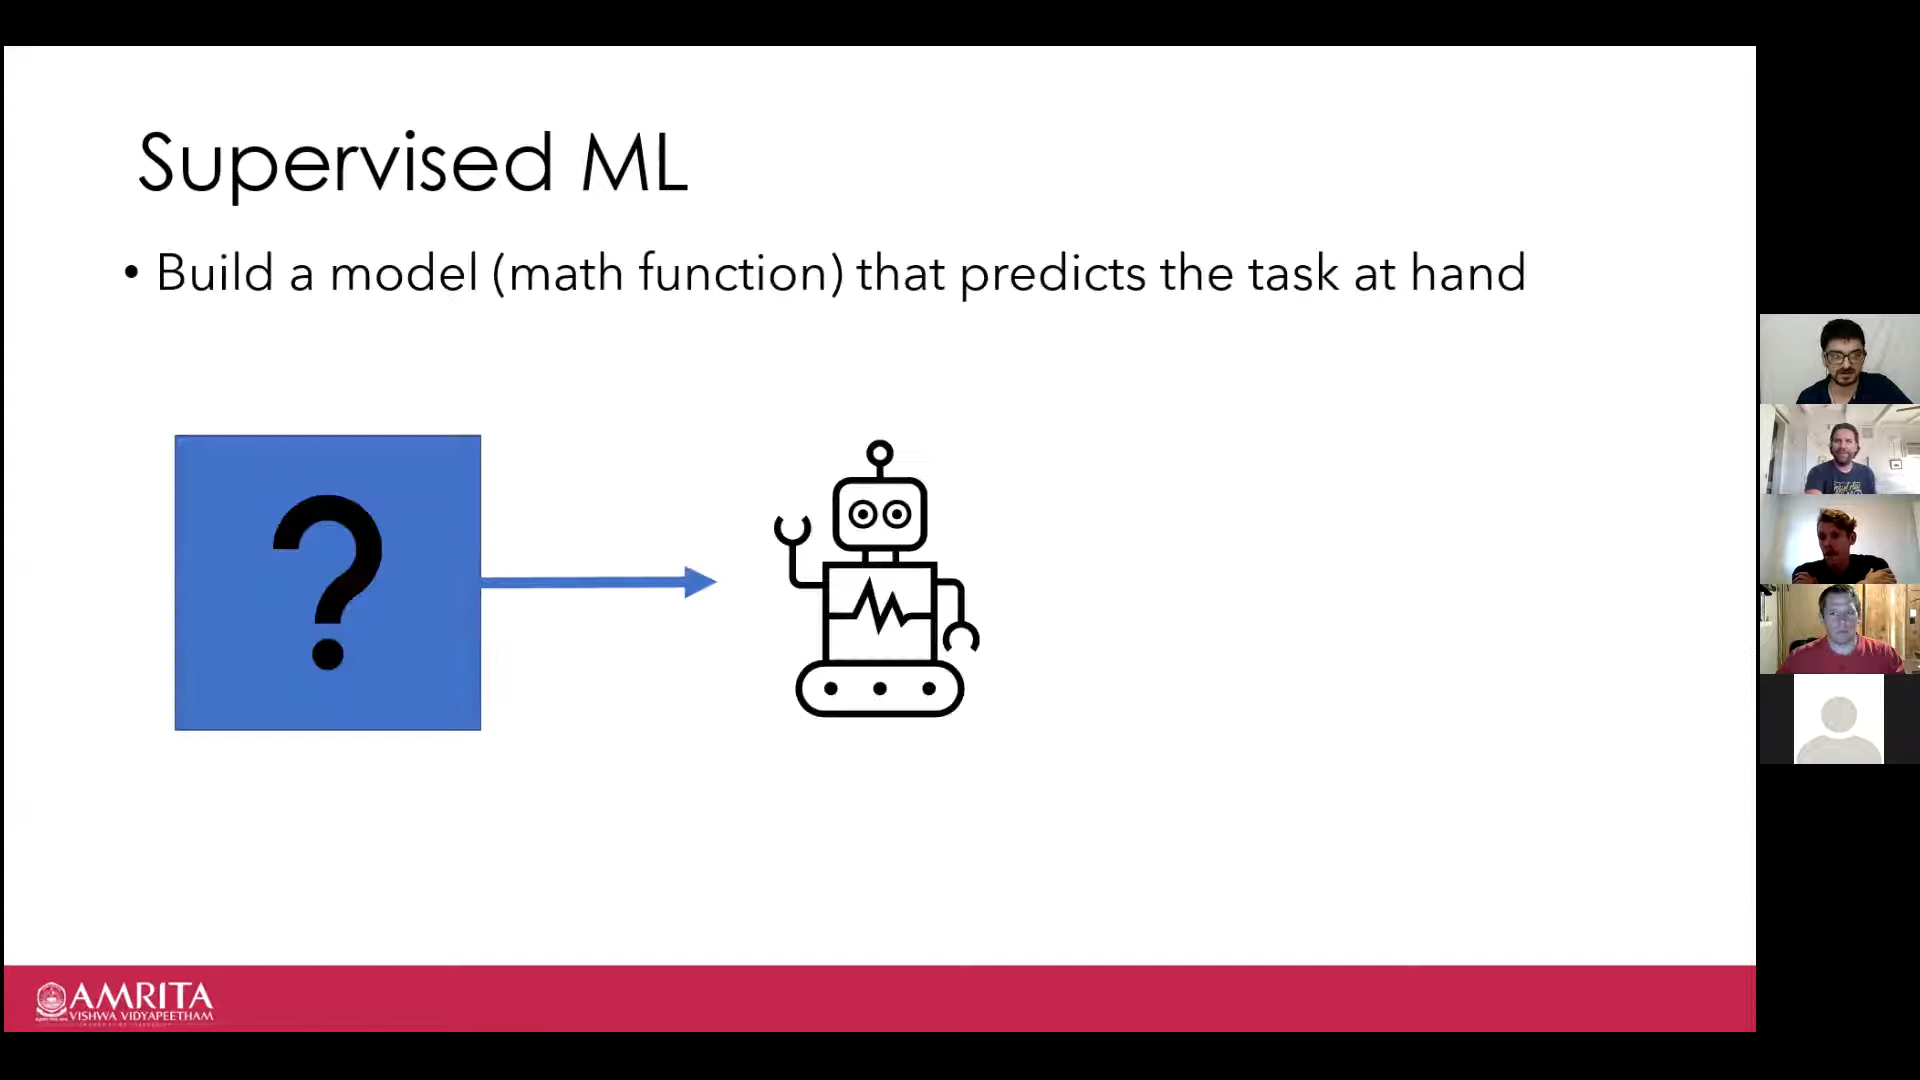 Supervised ML
• Build a model (math function) that predicts the task at hand
?
AMRITA
VISHWA VIDYAPEETHAM